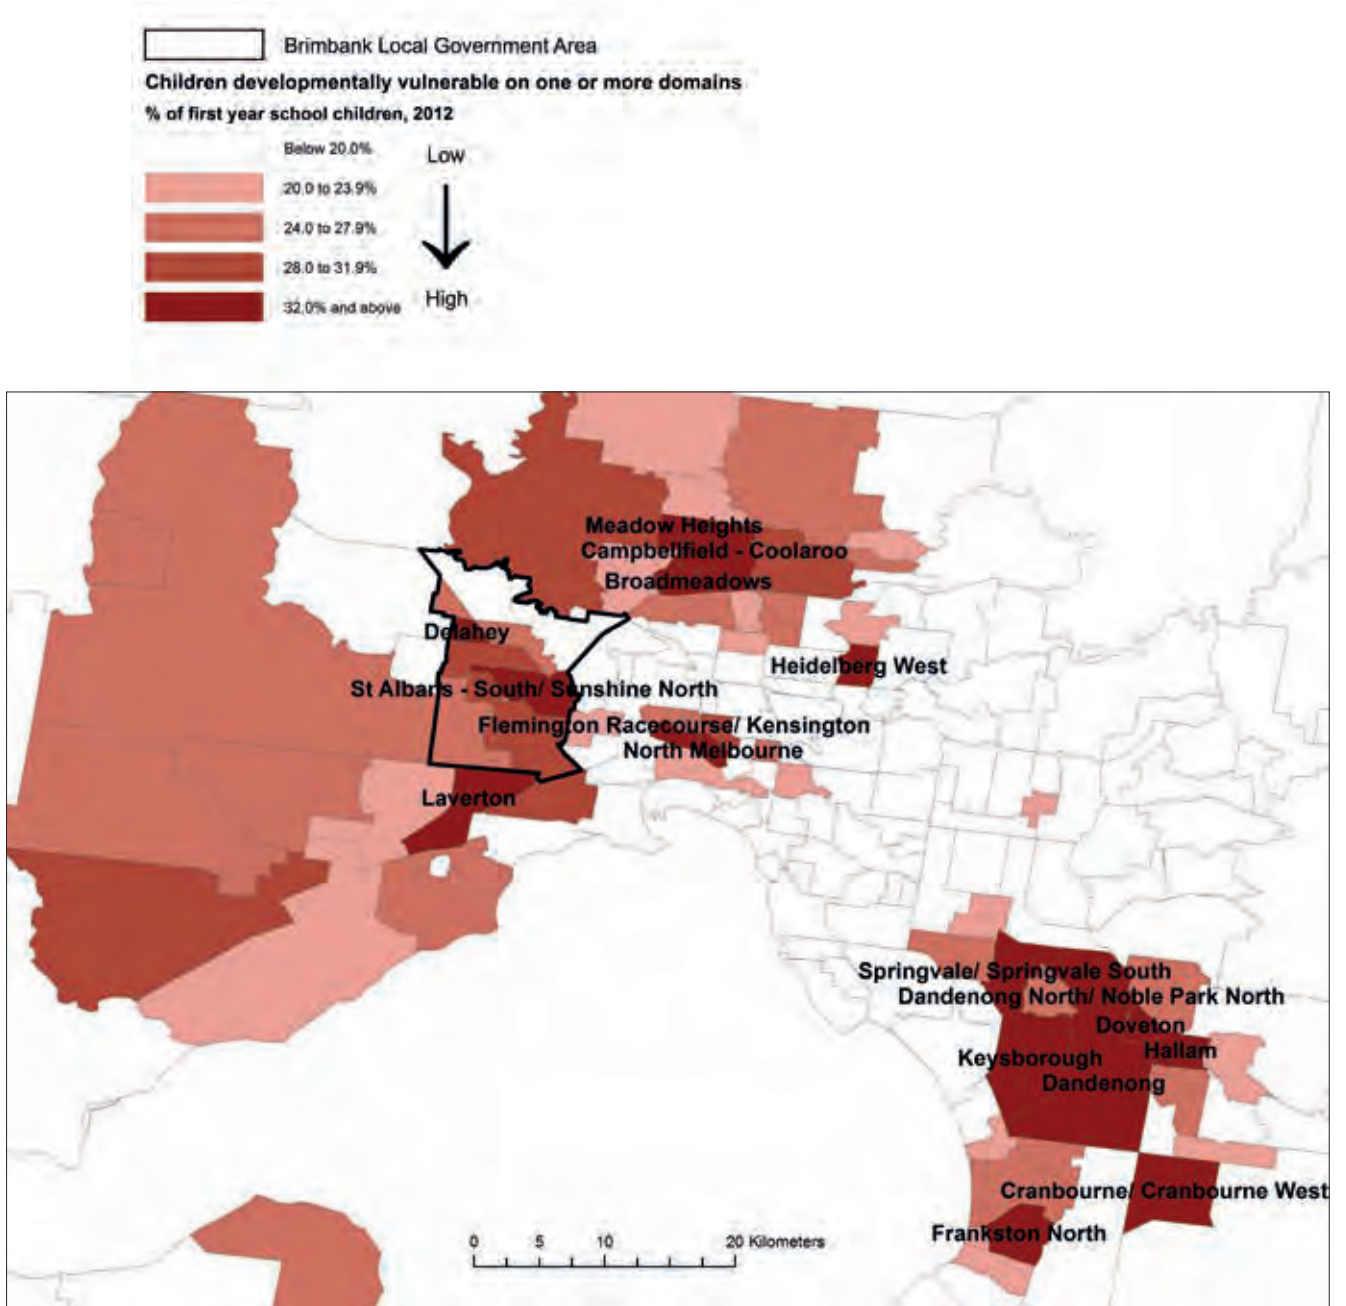 Brimbank Local Government Area
Children developmentally vulnerable on one or more domains
% of first year school children, 2012
Below 20.0%
Low
20.0 to 23.9%
24.0 to 27.9%
28.0 to 31.9%
32.0% and above
High
Meadow Heights
Campbellfield - Coolaroo
Broadmeadows
Delahey
Heidelberg West
St Albans - South/ Sunshine North
Flemington Racecourse/ Kensington
North Melbourne
Laverton
Springvale/ Springvale South
Dandenong North/ Noble Park North
Doveton
Hallam
Keysborough
Dandenong
Cranbourne/ Cranbourne West
Frankston North
0 5 10 20 Kilometers